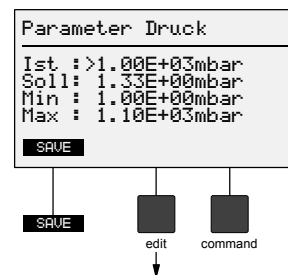 Parameter Druck
Ist :>1.00E+03mbar
Soll: 1.33E+00mbar
Min : 1.00E+00mbar
Max : 1.10E+03mbar
SAVE
SAVE
edit command